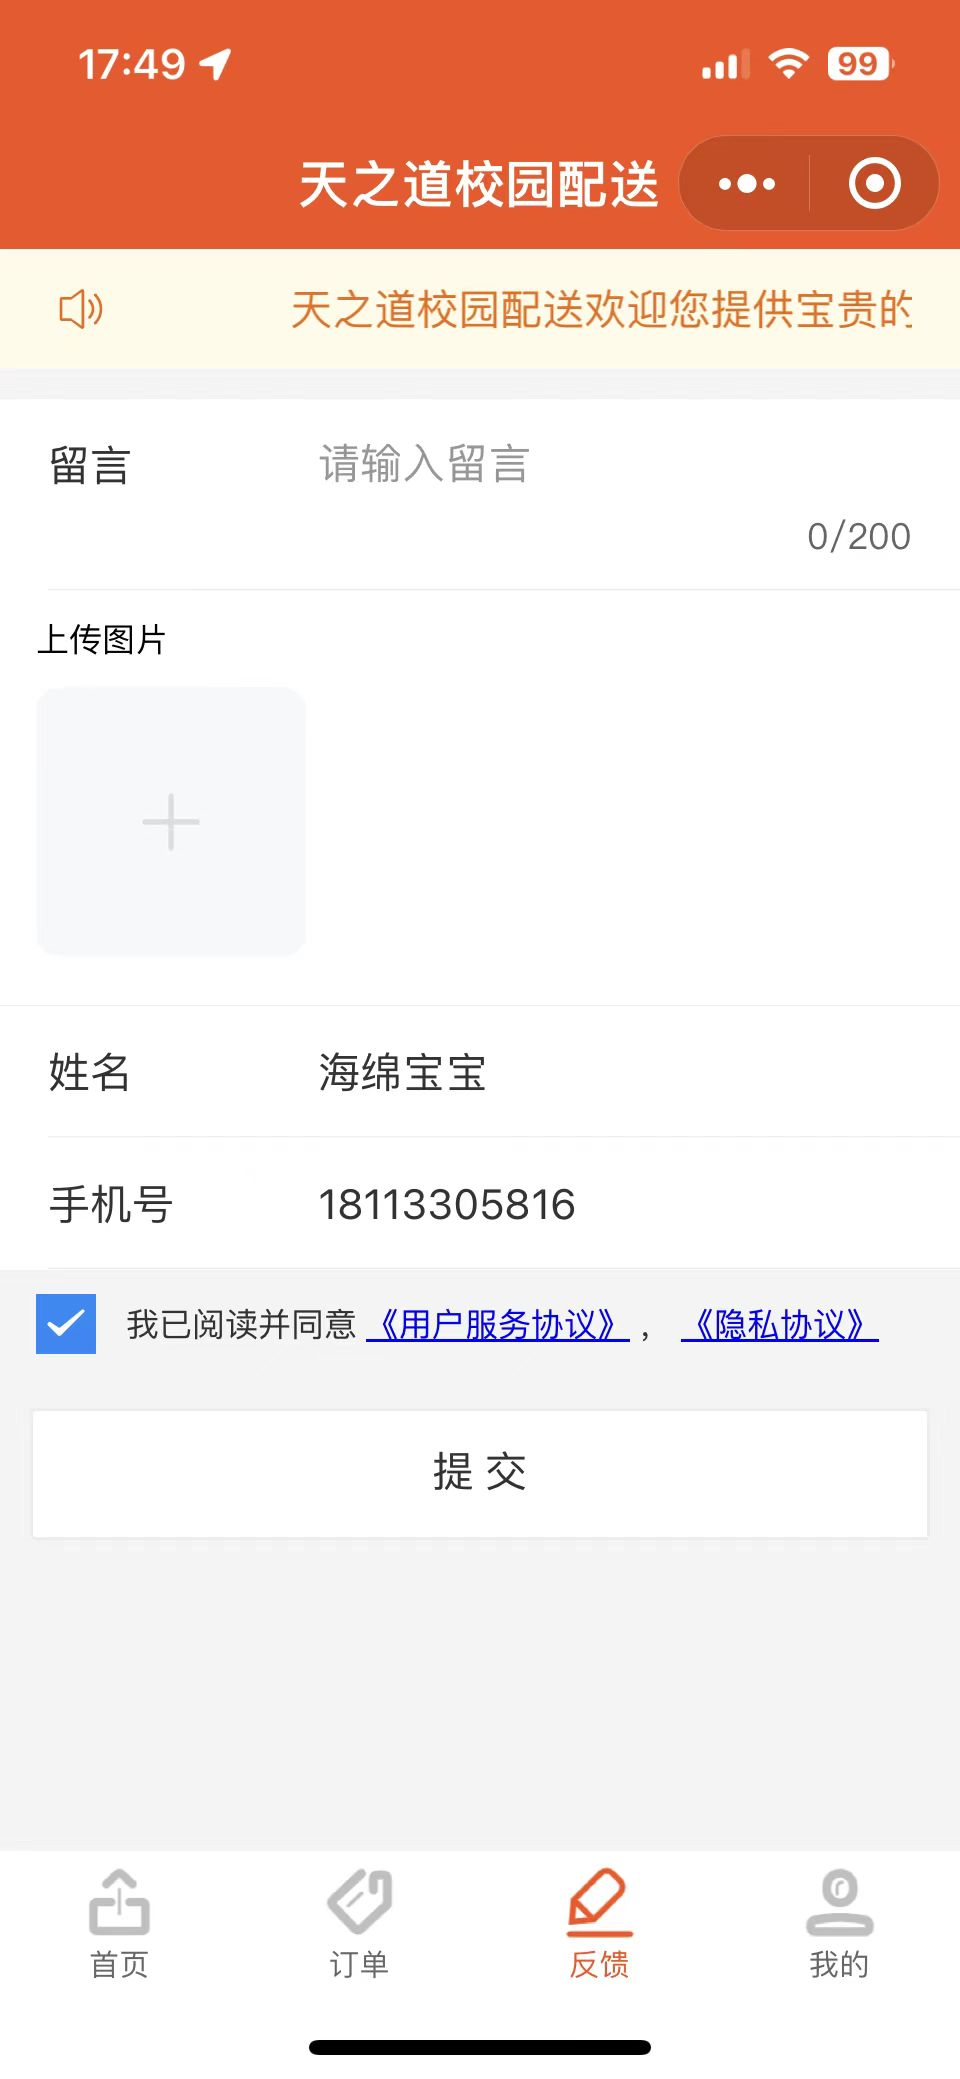 17:49
99
天之道校园配送
天之道校园配送欢迎您提供宝贵的
留言 请输入留言
0/200
上传图片
姓名 海绵宝宝
手机号 18113305816
我已阅读并同意 《用户服务协议》 ， 《隐私协议》
提 交
首页 订单 反馈 我的